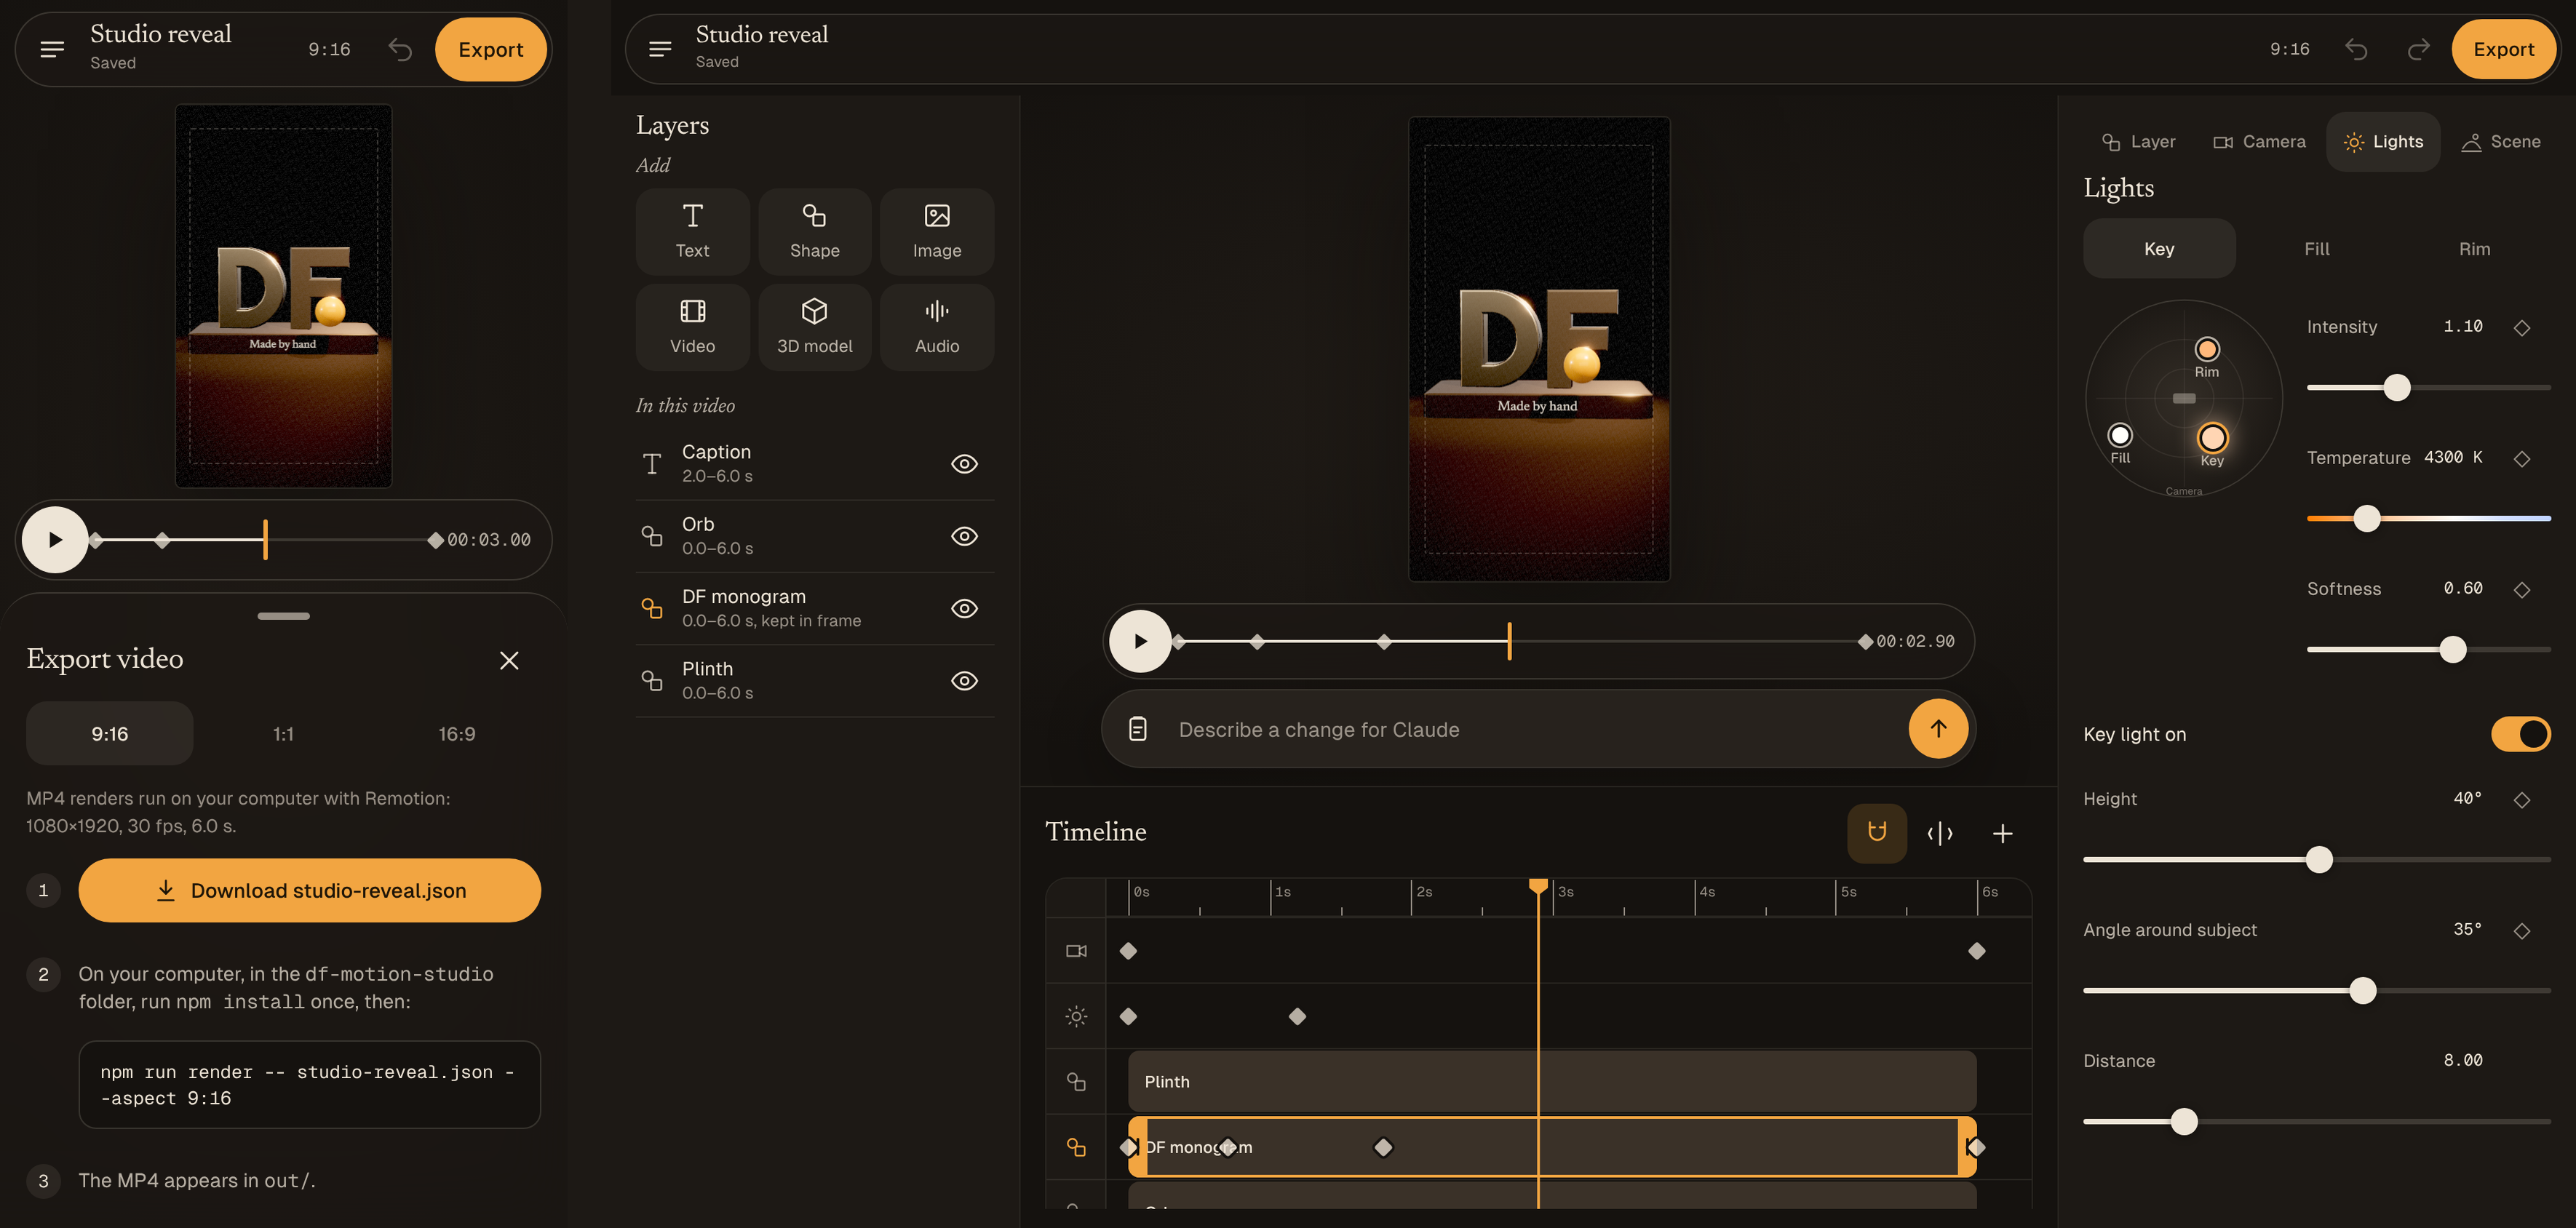 Studio reveal
Saved
9:16
Export
DF
Made by hand
00:03.00
Export video
9:16
1:1
16:9
MP4 renders run on your computer with Remotion:
1080×1920, 30 fps, 6.0 s.
1
Download studio-reveal.json
2
On your computer, in the df-motion-studio
folder, run npm install once, then:
npm run render -- studio-reveal.json -
-aspect 9:16
3
The MP4 appears in out/.
Studio reveal
Saved
9:16
Export
Layers
Add
Text
Shape
Image
Video
3D model
Audio
In this video
Caption
2.0–6.0 s
Orb
0.0–6.0 s
DF monogram
0.0–6.0 s, kept in frame
Plinth
0.0–6.0 s
DF
Made by hand
00:02.90
Describe a change for Claude
Timeline
0s
1s
2s
3s
4s
5s
6s
Plinth
DF monogram
Layer
Camera
Lights
Scene
Lights
Key
Fill
Rim
Rim
Fill
Key
Camera
Intensity
1.10
Temperature
4300 K
Softness
0.60
Key light on
Height
40°
Angle around subject
35°
Distance
8.00